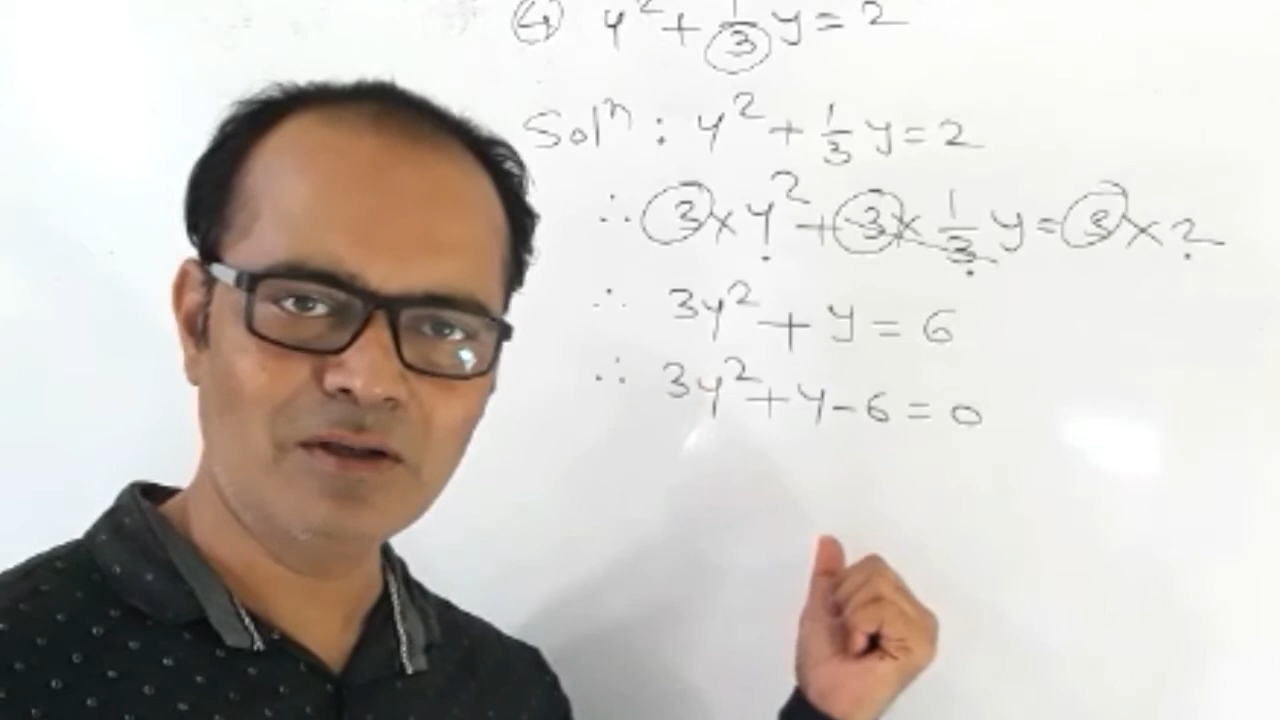 ④ y² + 1/3 y = 2
Solⁿ : y² + 1/3 y = 2
∴ 3 × y² + 3 × 1/3 y = 3 × 2
∴ 3y² + y = 6
∴ 3y² + y - 6 = 0